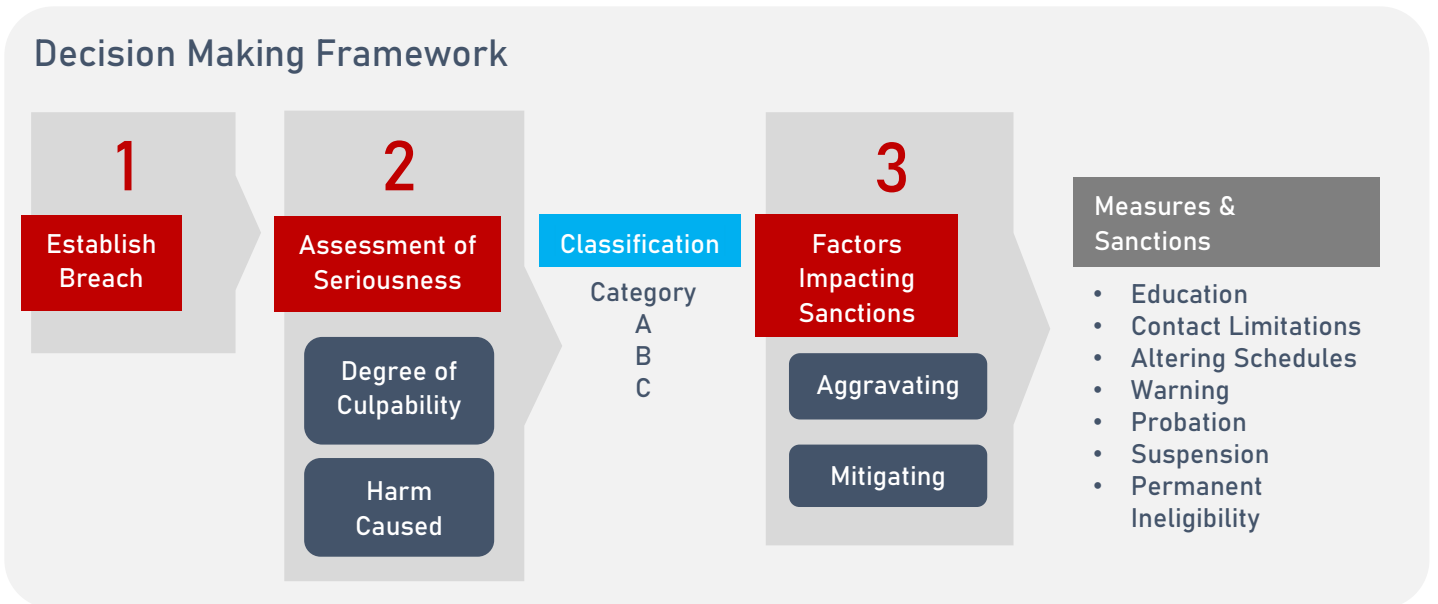 Decision Making Framework
1
Establish
Breach
2
Assessment of
Seriousness
Degree of
Culpability
Harm
Caused
Classification
Category
A
B
C
3
Factors
Impacting
Sanctions
Aggravating
Mitigating
Measures &
Sanctions
• Education
• Contact Limitations
• Altering Schedules
• Warning
• Probation
• Suspension
• Permanent
Ineligibility